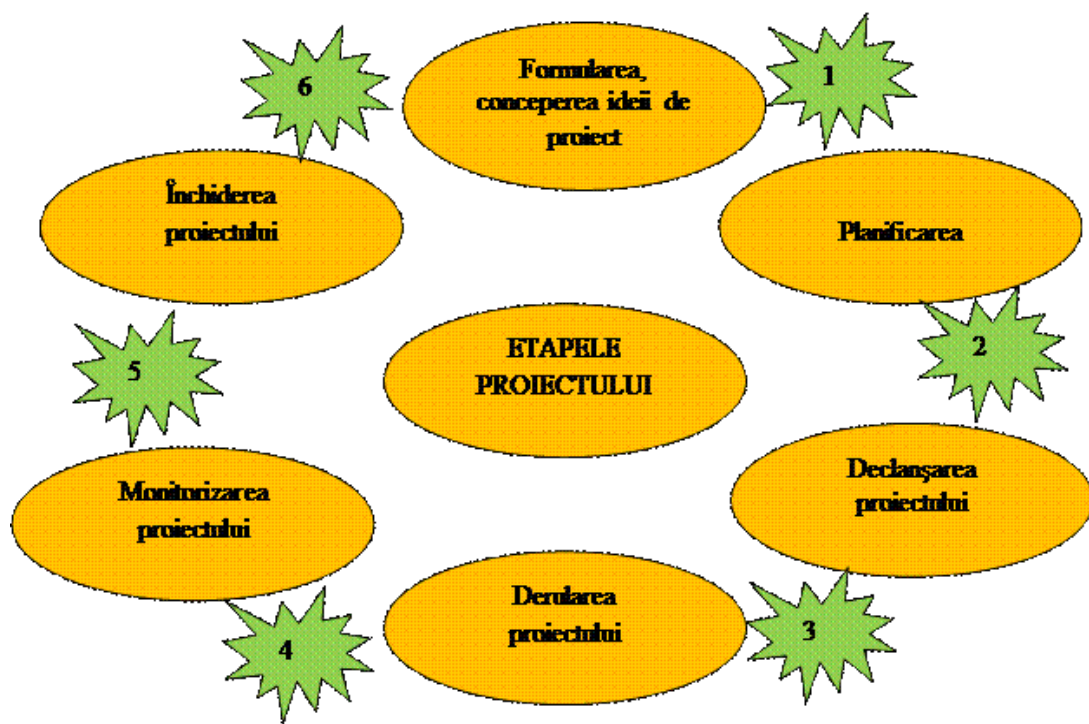 6
Formularea,
conceperea ideii de
proiect
1
Închiderea
proiectului
Planificarea
ETAPELE
PROIECTULUI
5
2
Monitorizarea
proiectului
Declanşarea
proiectului
Derularea
proiectului
4
3